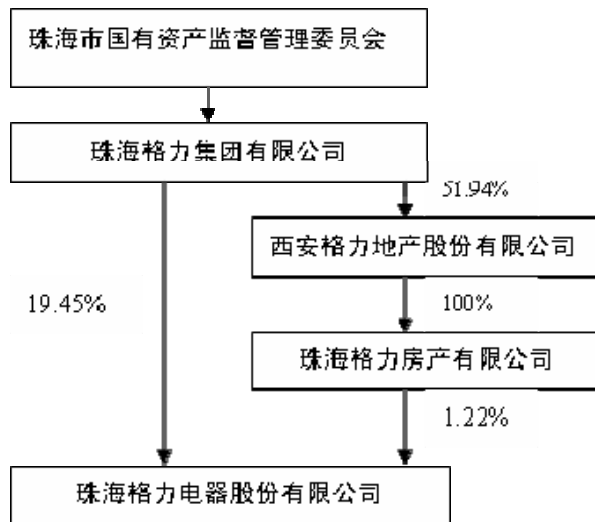 珠海市国有资产监督管理委员会
珠海格力集团有限公司
51.94%
西安格力地产股份有限公司
19.45%
100%
珠海格力房产有限公司
1.22%
珠海格力电器股份有限公司